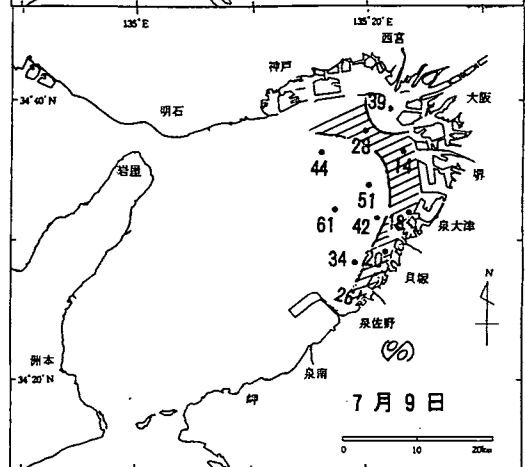 135°E
135°20'E
西宮
神戸
34°40'N
39
大阪
明石
28
14
岩屋
44
堺
51
61
42
18
泉大津
34
20
貝塚
N
26
泉佐野
(%)
洲本
34°20'N
泉南
岬
7月9日
0 10 20km